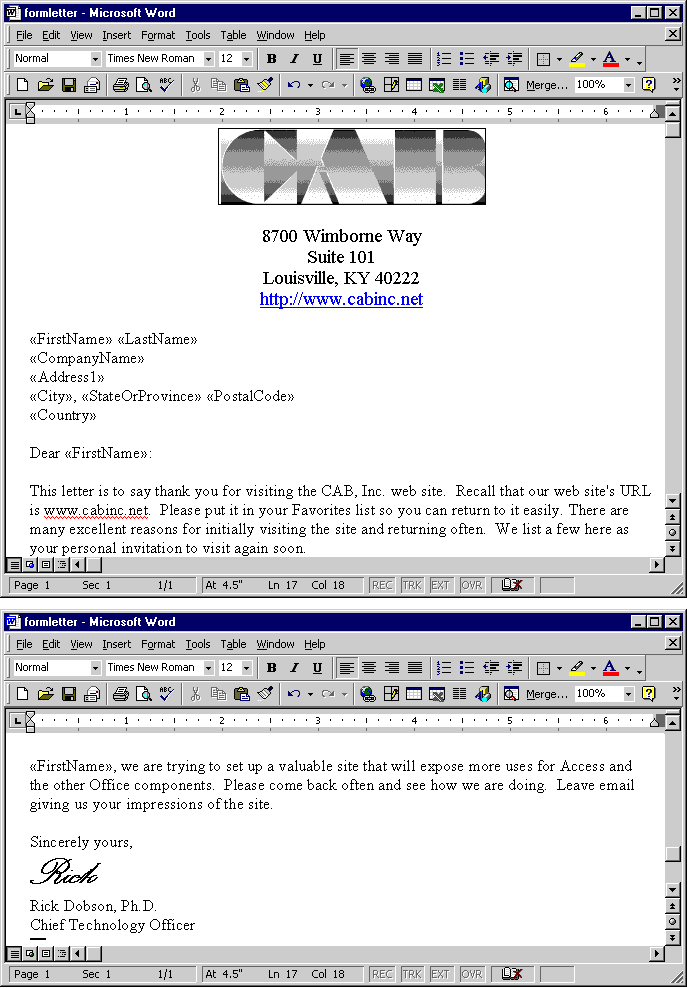 formletter - Microsoft Word
File Edit View Insert Format Tools Table Window Help
Normal Times New Roman 12 B I U A
ABC Merge... 100% ?
L 1 2 3 4 5 6
CAB
8700 Wimborne Way
Suite 101
Louisville, KY 40222
http://www.cabinc.net
«FirstName» «LastName»
«CompanyName»
«Address1»
«City», «StateOrProvince» «PostalCode»
«Country»
Dear «FirstName»:
This letter is to say thank you for visiting the CAB, Inc. web site.  Recall that our web site's URL
is www.cabinc.net.  Please put it in your Favorites list so you can return to it easily. There are
many excellent reasons for initially visiting the site and returning often.  We list a few here as
your personal invitation to visit again soon.
Page 1 Sec 1 1/1 At 4.5" Ln 17 Col 18 REC TRK EXT OVR
formletter - Microsoft Word
File Edit View Insert Format Tools Table Window Help
Normal Times New Roman 12 B I U A
ABC Merge... 100% ?
L 1 2 3 4 5 6
«FirstName», we are trying to set up a valuable site that will expose more uses for Access and
the other Office components.  Please come back often and see how we are doing.  Leave email
giving us your impressions of the site.
Sincerely yours,
Rick
Rick Dobson, Ph.D.
Chief Technology Officer
Page 1 Sec 1 1/1 At 4.5" Ln 17 Col 18 REC TRK EXT OVR